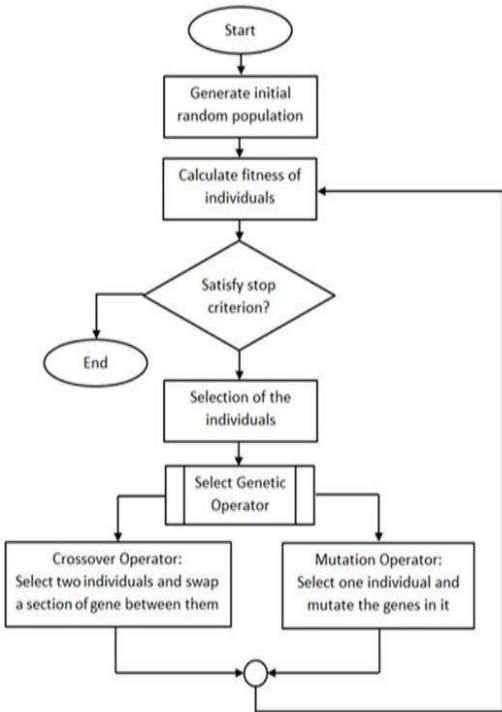 Start
Generate initial
random population
Calculate fitness of
individuals
Satisfy stop
criterion?
End
Selection of the
individuals
Select Genetic
Operator
Crossover Operator:
Select two individuals and swap
a section of gene between them
Mutation Operator:
Select one individual and
mutate the genes in it